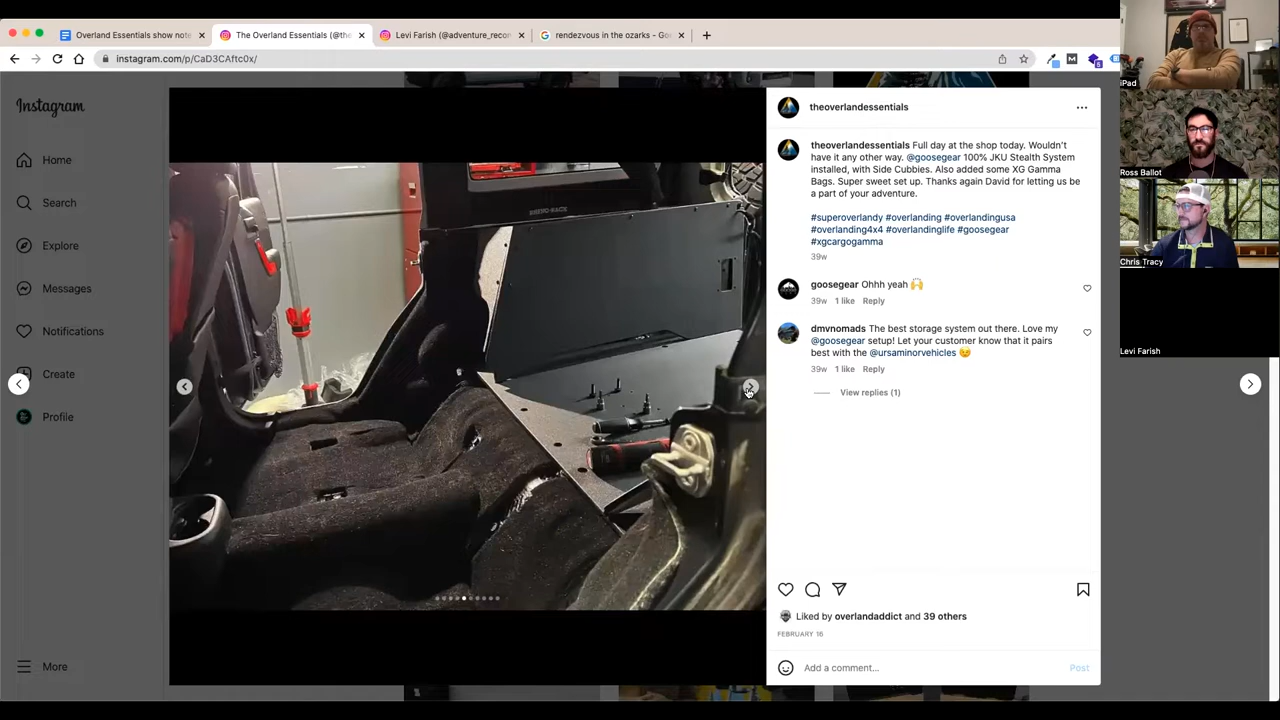 Overland Essentials show note
The Overland Essentials (@the
Levi Farish (@adventure_recon
rendezvous in the ozarks - Goo
instagram.com/p/CaD3CAftc0x/
Instagram
Home
Search
Explore
Messages
Notifications
Create
Profile
More
RHINO-RACK
theoverlandessentials
theoverlandessentials Full day at the shop today. Wouldn't
have it any other way. @goosegear 100% JKU Stealth System
installed, with Side Cubbies. Also added some XG Gamma
Bags. Super sweet set up. Thanks again David for letting us be
a part of your adventure.
#superoverlandy #overlanding #overlandingusa
#overlanding4x4 #overlandinglife #goosegear
#xgcargogamma
39w
goosegear Ohhh yeah 🙌
39w 1 like Reply
dmvnomads The best storage system out there. Love my
@goosegear setup! Let your customer know that it pairs
best with the @ursaminorvehicles 😉
39w 1 like Reply
View replies (1)
Liked by overlandaddict and 39 others
FEBRUARY 16
Add a comment...
Post
iPad
Ross Ballot
Chris Tracy
Levi Farish